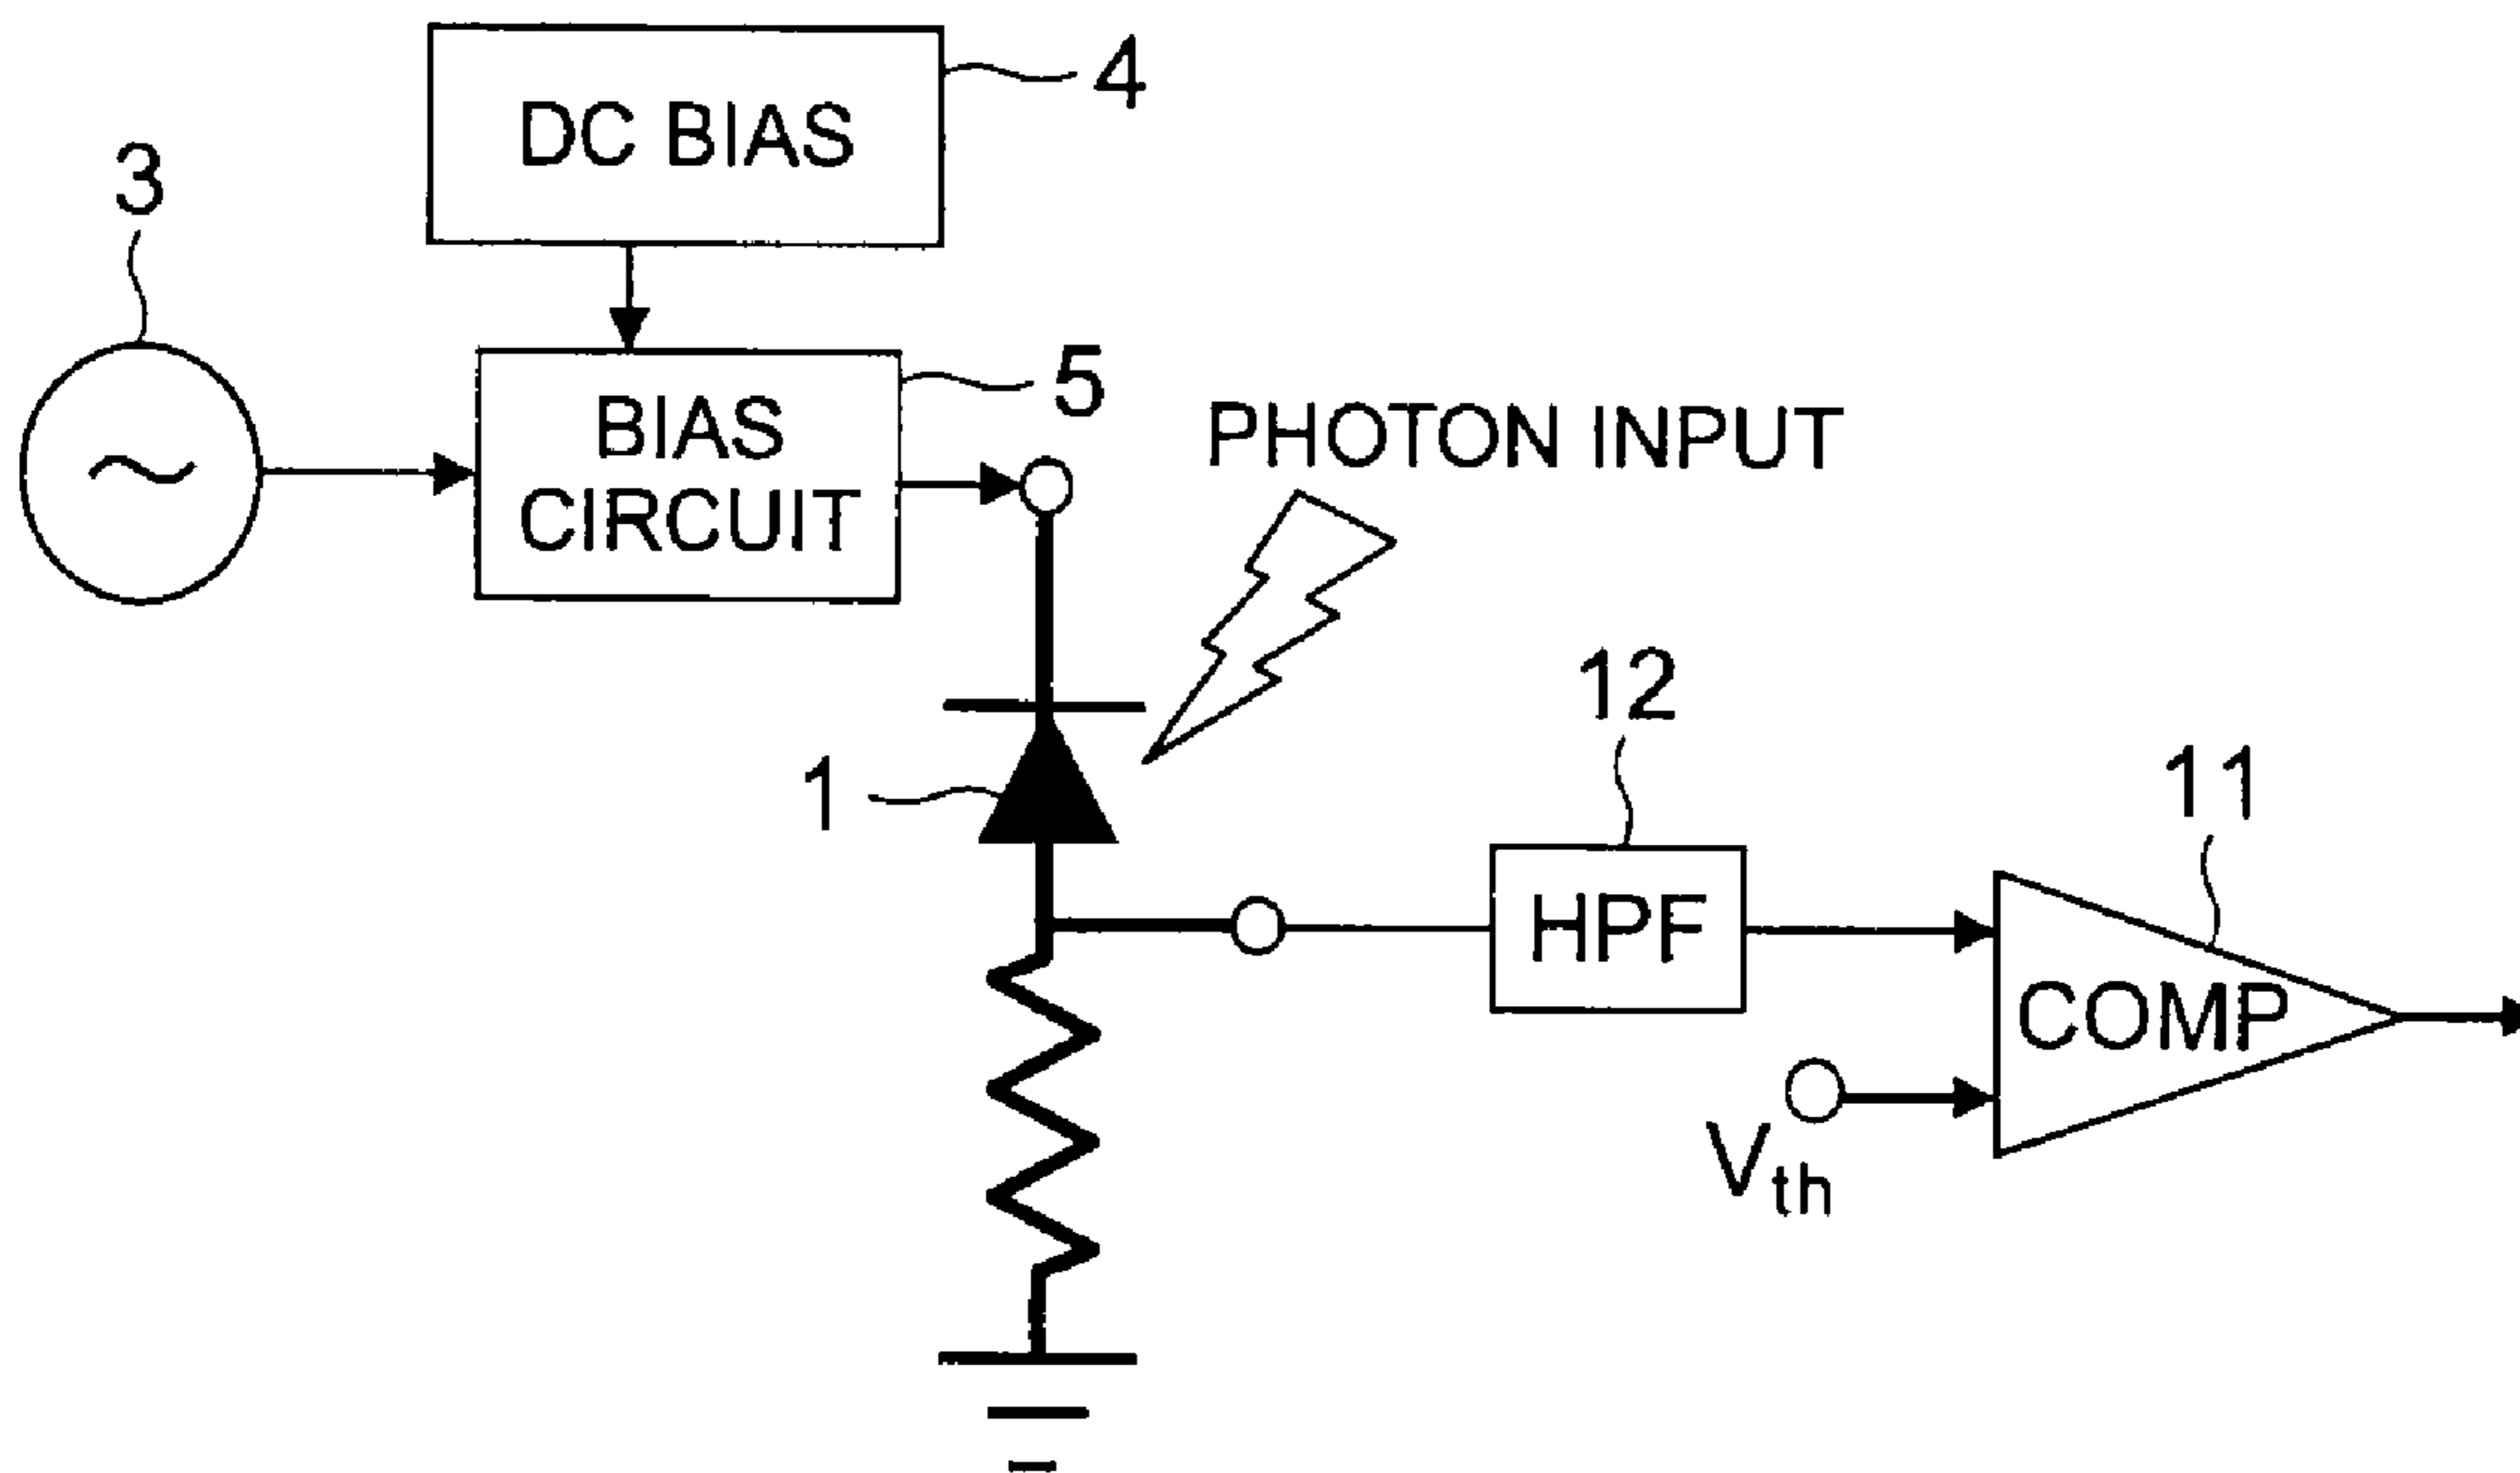 4
DC BIAS
3
5
BIAS
CIRCUIT
PHOTON INPUT
12
11
1
HPF
COMP
Vth